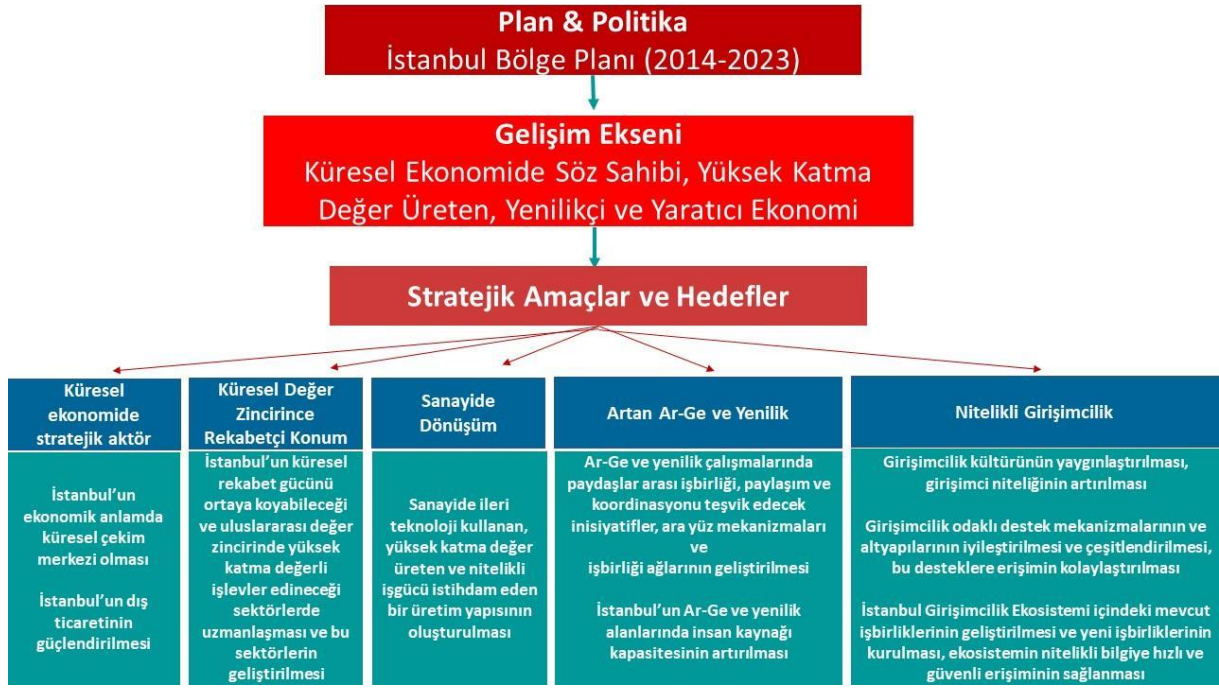 Plan & Politika
İstanbul Bölge Planı (2014-2023)
Gelişim Ekseni
Küresel Ekonomide Söz Sahibi, Yüksek Katma
Değer Üreten, Yenilikçi ve Yaratıcı Ekonomi
Stratejik Amaçlar ve Hedefler
Küresel
ekonomide
stratejik aktör
İstanbul'un
ekonomik anlamda
küresel çekim
merkezi olması
İstanbul'un dış
ticaretinin
güçlendirilmesi
Küresel Değer
Zincirince
Rekabetçi Konum
İstanbul'un küresel
rekabet gücünü
ortaya koyabileceği
ve uluslararası değer
zincirinde yüksek
katma değerli
işlevler edineceği
sektörlerde
uzmanlaşması ve bu
sektörlerin
geliştirilmesi
Sanayide
Dönüşüm
Sanayide ileri
teknoloji kullanan,
yüksek katma değer
üreten ve nitelikli
işgücü istihdam eden
bir üretim yapısının
oluşturulması
Artan Ar-Ge ve Yenilik
Ar-Ge ve yenilik çalışmalarında
paydaşlar arası işbirliği, paylaşım ve
koordinasyonu teşvik edecek
inisiyatifler, ara yüz mekanizmaları
ve
işbirliği ağlarının geliştirilmesi
İstanbul'un Ar-Ge ve yenilik
alanlarında insan kaynağı
kapasitesinin artırılması
Nitelikli Girişimcilik
Girişimcilik kültürünün yaygınlaştırılması,
girişimci niteliğinin artırılması
Girişimcilik odaklı destek mekanizmalarının ve
altyapılarının iyileştirilmesi ve çeşitlendirilmesi,
bu desteklere erişimin kolaylaştırılması
İstanbul Girişimcilik Ekosistemi içindeki mevcut
işbirliklerinin geliştirilmesi ve yeni işbirliklerinin
kurulması, ekosistemin nitelikli bilgiye hızlı ve
güvenli erişiminin sağlanması